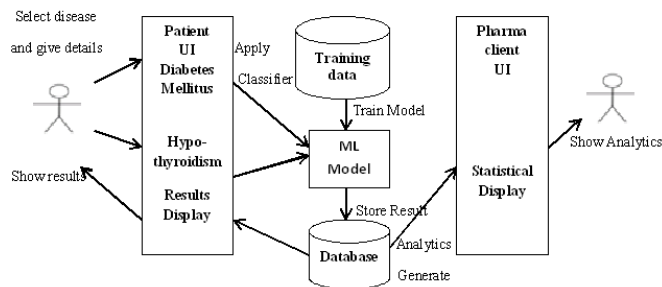 Select disease
and give details
Show results
Patient
UI
Diabetes
Mellitus
Hypo-
thyroidism
Results
Display
Apply
Classifier
Training
data
Train Model
ML
Model
Store Result
Database
Analytics
Generate
Pharma
client
UI
Statistical
Display
Show Analytics